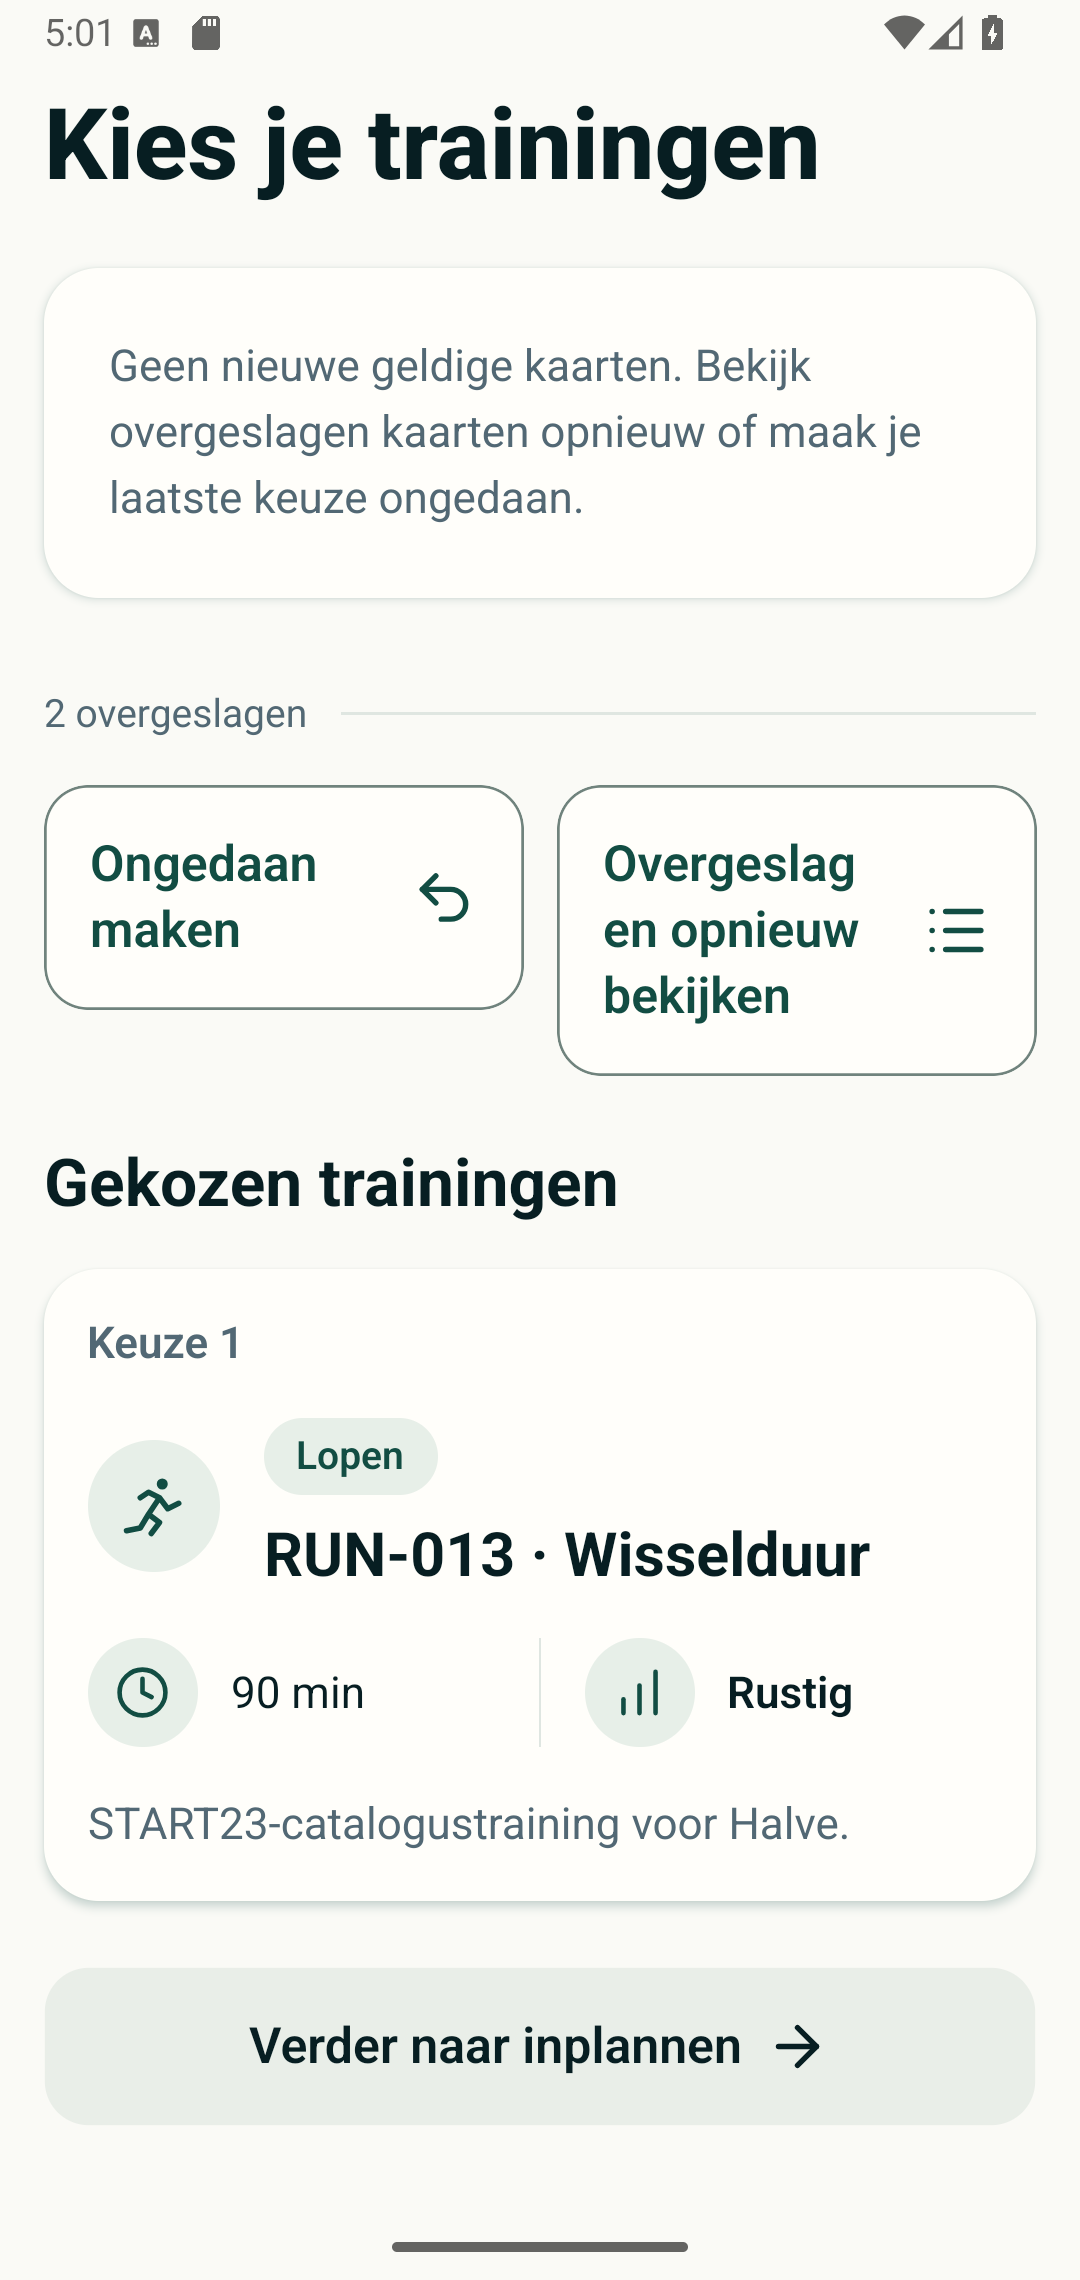 5:01
Kies je trainingen
Geen nieuwe geldige kaarten. Bekijk
overgeslagen kaarten opnieuw of maak je
laatste keuze ongedaan.
2 overgeslagen
Ongedaan
maken
Overgeslag
en opnieuw
bekijken
Gekozen trainingen
Keuze 1
Lopen
RUN-013 · Wisselduur
90 min
Rustig
START23-catalogustraining voor Halve.
Verder naar inplannen